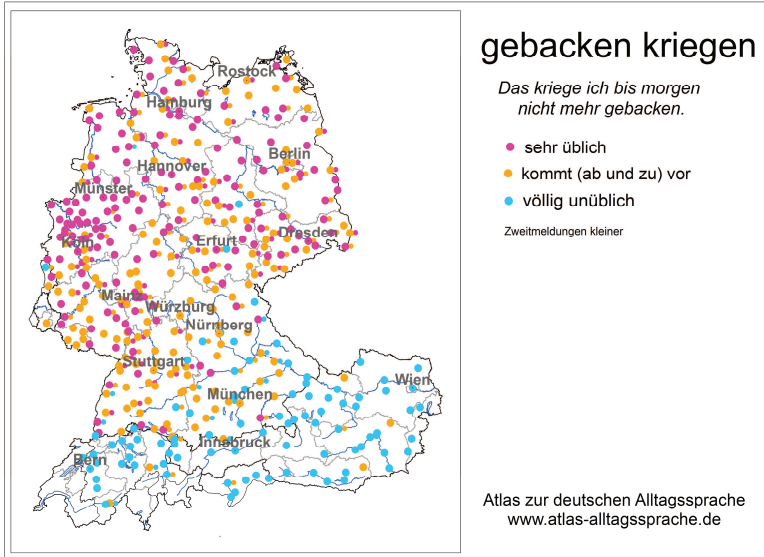 gebacken kriegen
Das kriege ich bis morgen
nicht mehr gebacken.
sehr üblich
kommt (ab und zu) vor
völlig unüblich
Zweitmeldungen kleiner
Rostock
Hamburg
Berlin
Hannover
Münster
Köln
Erfurt
Dresden
Mainz
Würzburg
Nürnberg
Stuttgart
Wien
München
Innsbruck
Bern
Atlas zur deutschen Alltagssprache
www.atlas-alltagssprache.de